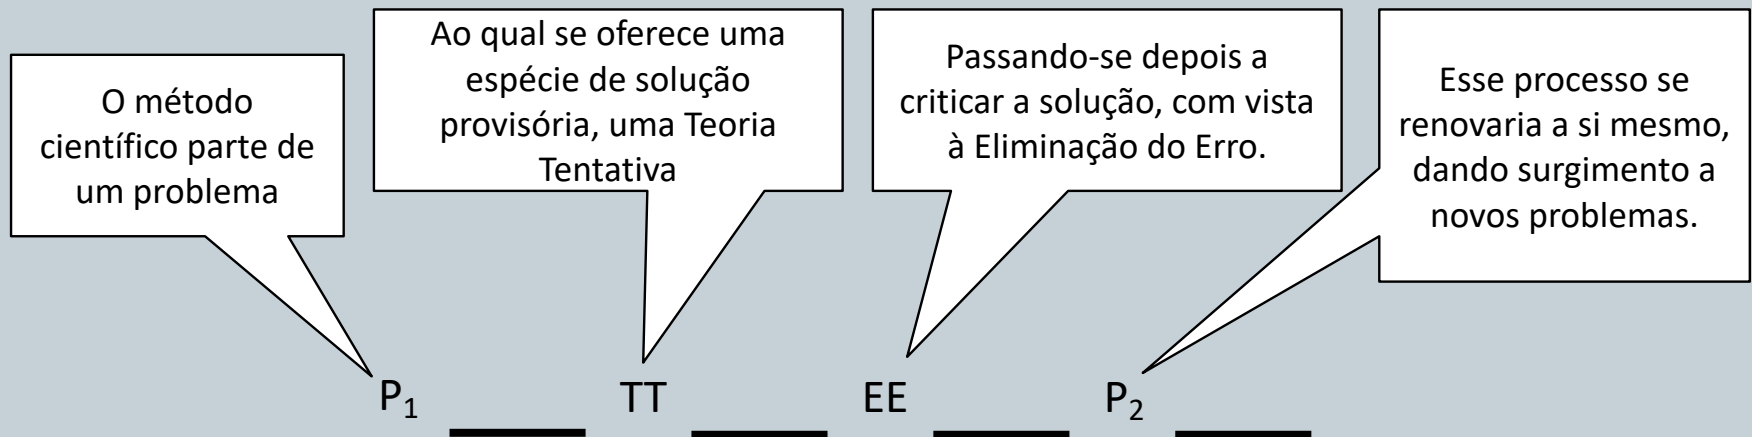 O método
científico parte de
um problema
Ao qual se oferece uma
espécie de solução
provisória, uma Teoria
Tentativa
Passando-se depois a
criticar a solução, com vista
à Eliminação do Erro.
Esse processo se
renovaria a si mesmo,
dando surgimento a
novos problemas.
P₁ TT EE P₂